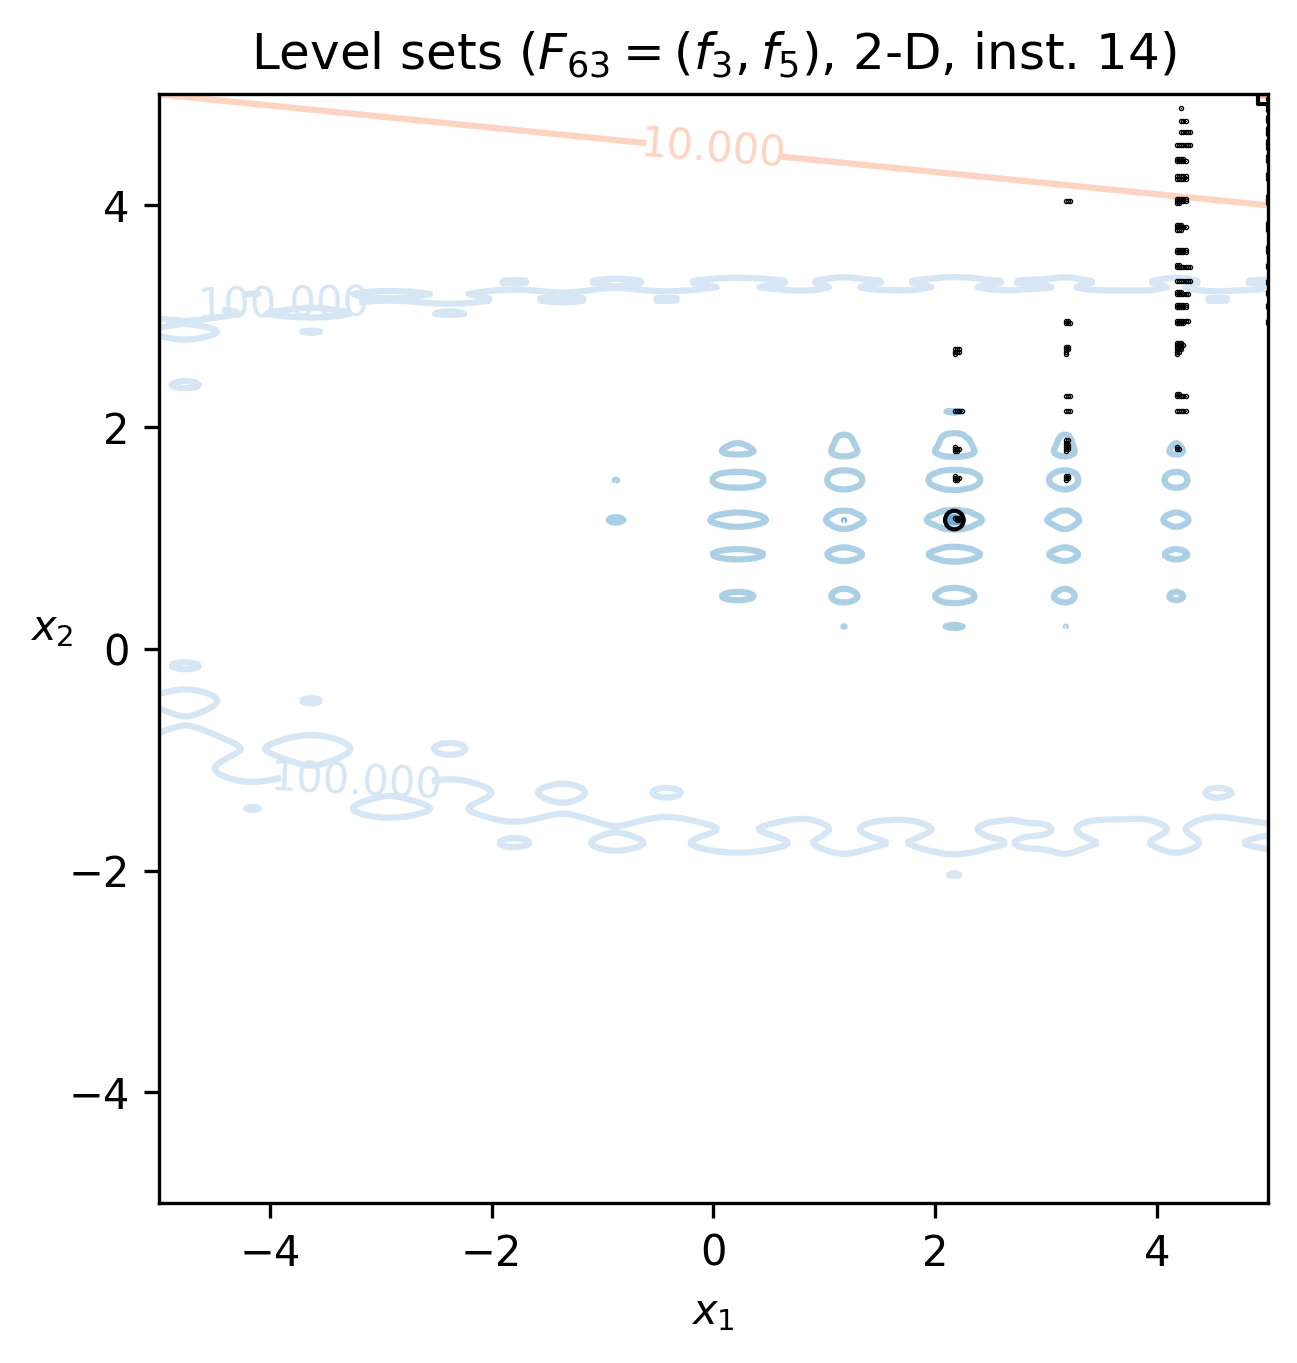 Level sets (F₆₃ = (f₃, f₅), 2-D, inst. 14)
10.000
4
100.000
2
x₂
0
100.000
−2
−4
−4 −2 0 2 4
x₁